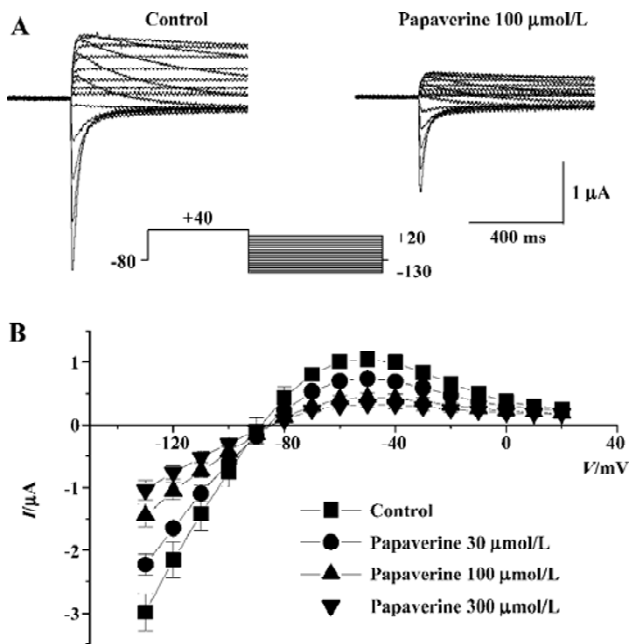 A
Control
Papaverine 100 μmol/L
1 μA
400 ms
+40
-80
+20
-130
B
I/μA
1
0
-1
-2
-3
-120
-80
-40
0
40
V/mV
Control
Papaverine 30 μmol/L
Papaverine 100 μmol/L
Papaverine 300 μmol/L